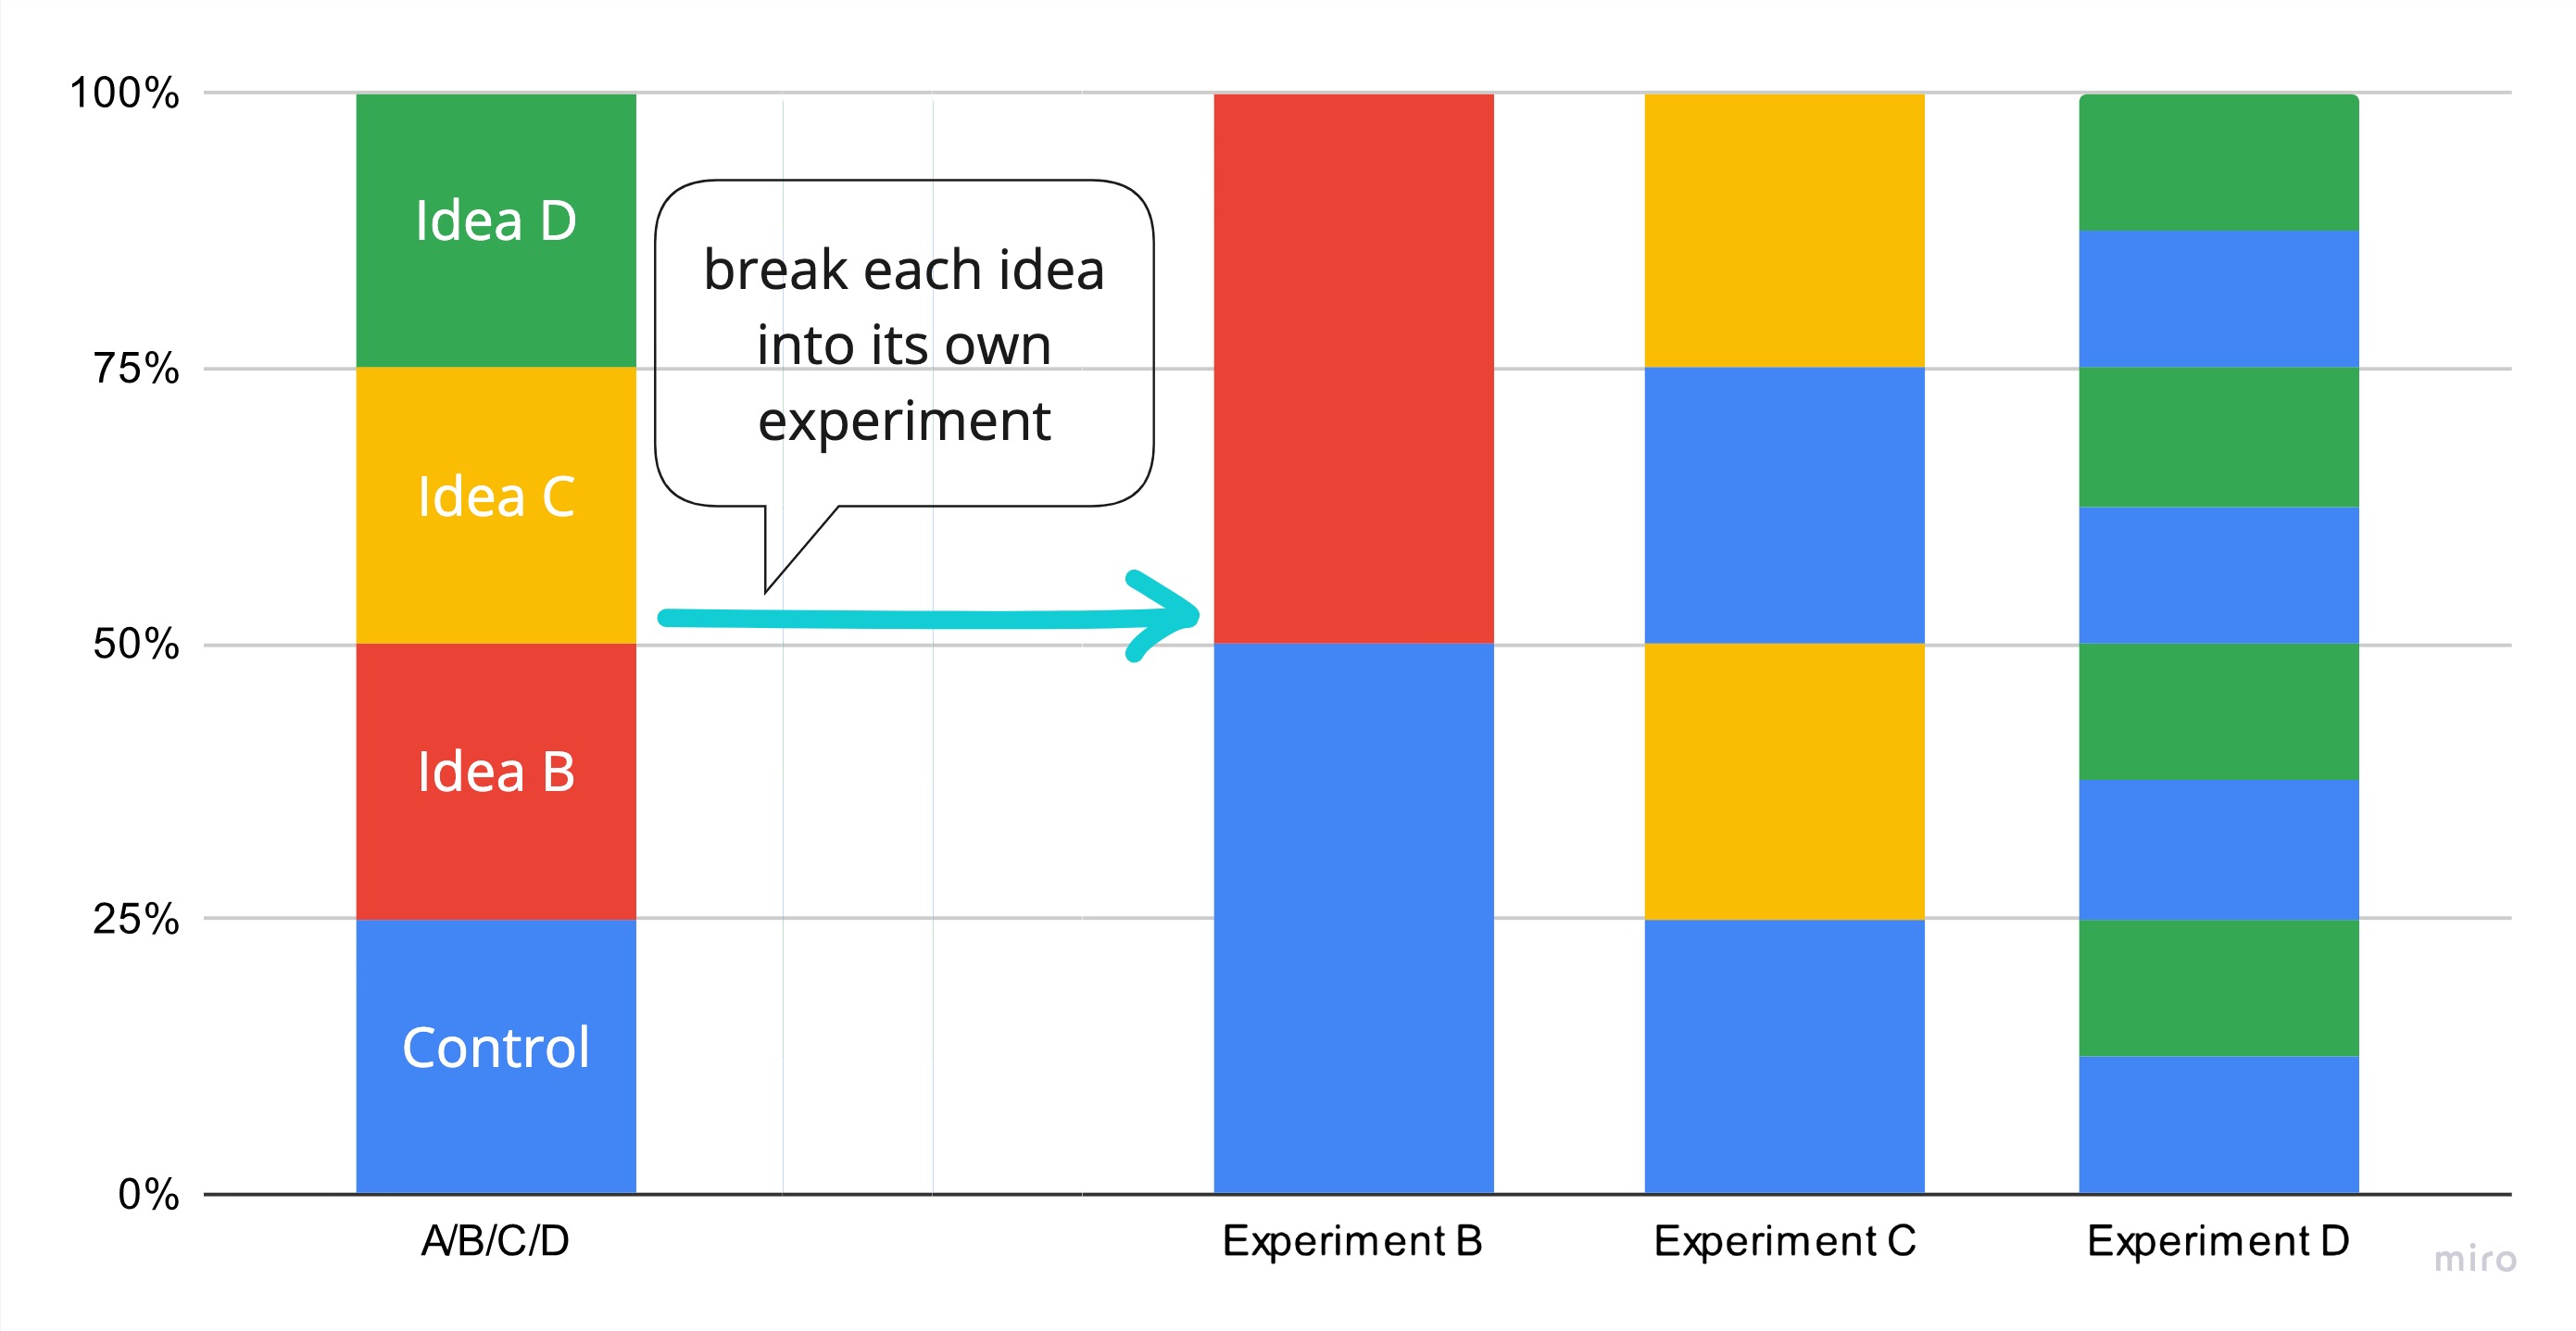 100%
75%
50%
25%
0%
Idea D
Idea C
Idea B
Control
break each idea
into its own
experiment
A/B/C/D
Experiment B
Experiment C
Experiment D
miro